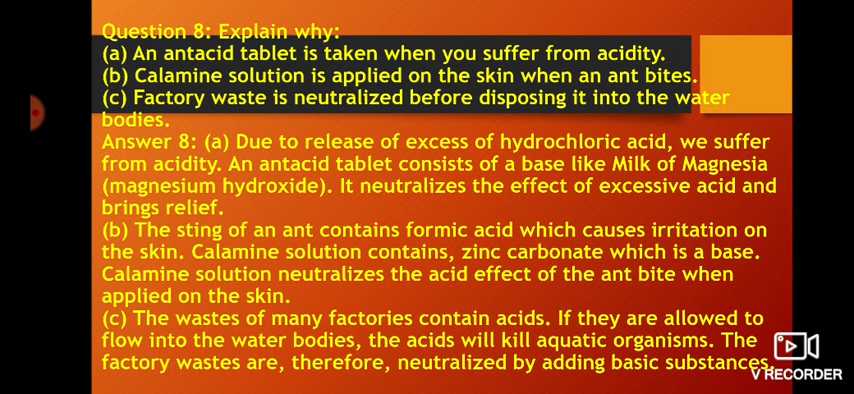 Question 8: Explain why:
(a) An antacid tablet is taken when you suffer from acidity.
(b) Calamine solution is applied on the skin when an ant bites.
(c) Factory waste is neutralized before disposing it into the water
bodies.
Answer 8: (a) Due to release of excess of hydrochloric acid, we suffer
from acidity. An antacid tablet consists of a base like Milk of Magnesia
(magnesium hydroxide). It neutralizes the effect of excessive acid and
brings relief.
(b) The sting of an ant contains formic acid which causes irritation on
the skin. Calamine solution contains, zinc carbonate which is a base.
Calamine solution neutralizes the acid effect of the ant bite when
applied on the skin.
(c) The wastes of many factories contain acids. If they are allowed to
flow into the water bodies, the acids will kill aquatic organisms. The
factory wastes are, therefore, neutralized by adding basic substances.
V RECORDER